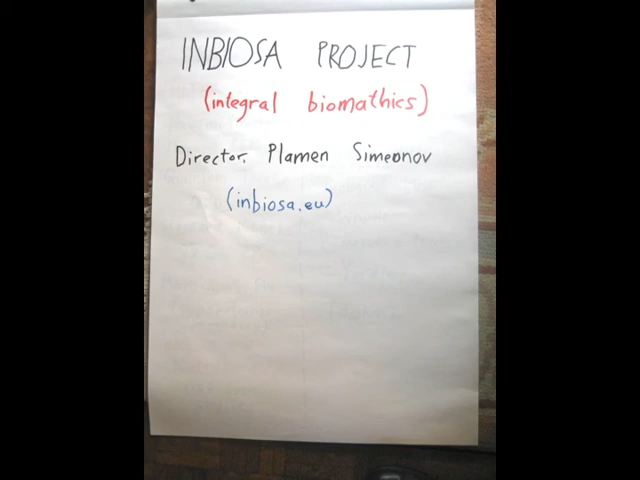 INBIOSA PROJECT
(integral biomathics)
Director. Plamen Simeonov
(inbiosa.eu)